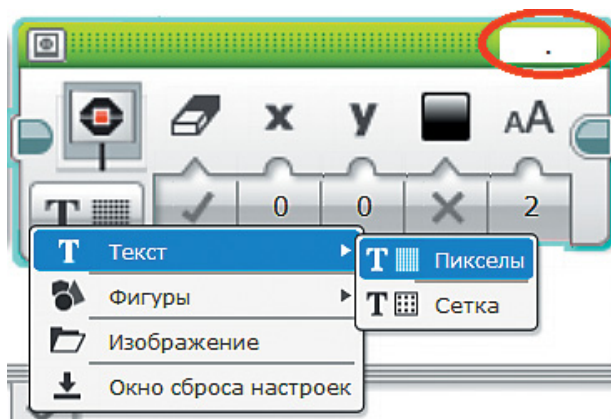 .
x y AA
T 0 0 2
T Текст T Пикселы
Фигуры T Сетка
Изображение
Окно сброса настроек